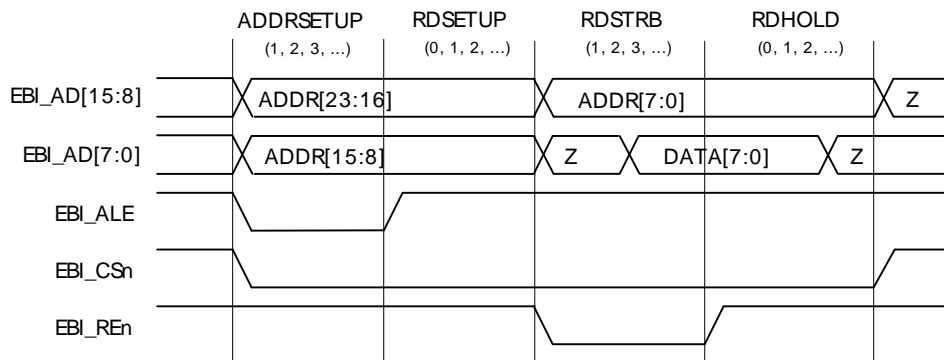 ADDRSETUP RDSETUP RDSTRB RDHOLD
(1, 2, 3, ...) (0, 1, 2, ...) (1, 2, 3, ...) (0, 1, 2, ...)
EBI_AD[15:8] ADDR[23:16] ADDR[7:0] Z
EBI_AD[7:0] ADDR[15:8] Z DATA[7:0] Z
EBI_ALE
EBI_CSn
EBI_REn